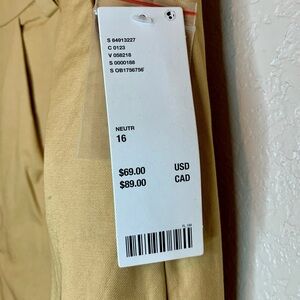 S 64913227
C 0123
V 058218
S 0000188
S OB1756756
NEUTR
16
$69.00 USD
$89.00 CAD